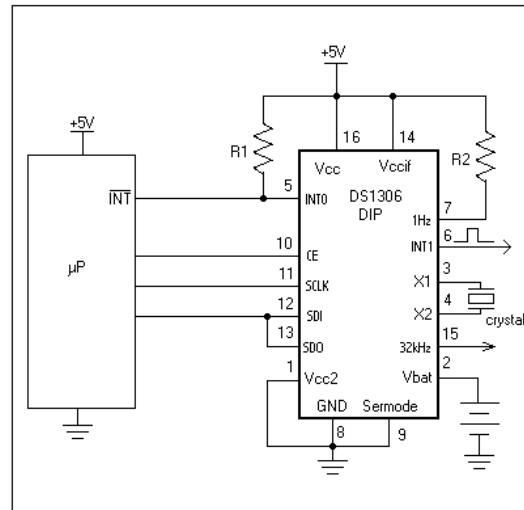 +5V
+5V
R1
16
14
R2
Vcc
Vccif
INT
5
INT0
DS1306
DIP
7
1Hz
6
INT1
µP
10
CE
11
SCLK
3
X1
12
SDI
4
X2
crystal
13
SDO
15
32kHz
1
Vcc2
2
Vbat
GND
Sermode
8
9